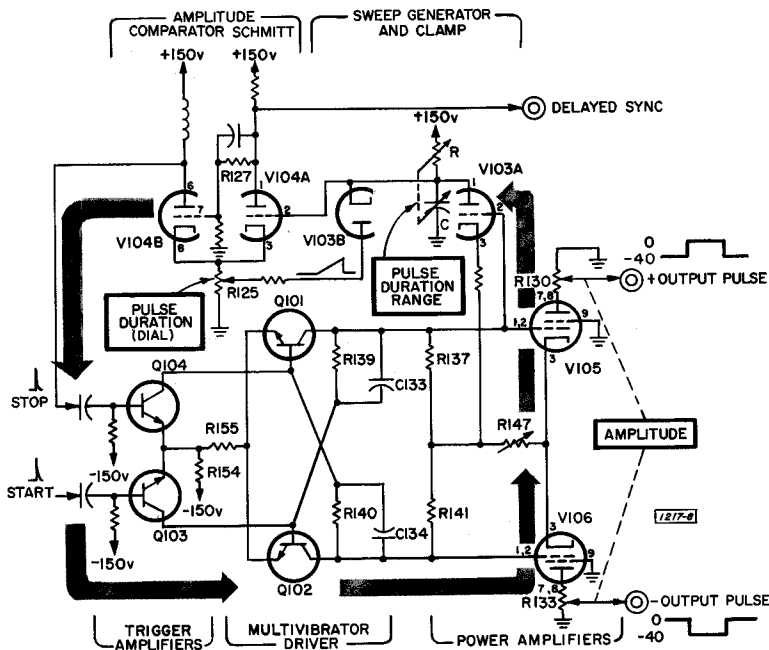 AMPLITUDE
COMPARATOR SCHMITT
SWEEP GENERATOR
AND CLAMP
+150v
+150v
DELAYED SYNC
+150v
R
R127
V104A
V103A
6
7
1
2
1
2
C
V104B
8
3
V103B
3
PULSE
DURATION
RANGE
0
-40
R130
+OUTPUT PULSE
7,8
PULSE
DURATION
(DIAL)
R125
Q101
1,2
9
3
V105
Q104
R139
C133
R137
STOP
R155
R147
AMPLITUDE
-150v
R154
START
-150v
R140
C134
R141
V106
1217-8
3
-150v
Q103
1,2
9
Q102
7,8
R133
-OUTPUT PULSE
0
-40
TRIGGER
AMPLIFIERS
MULTIVIBRATOR
DRIVER
POWER AMPLIFIERS